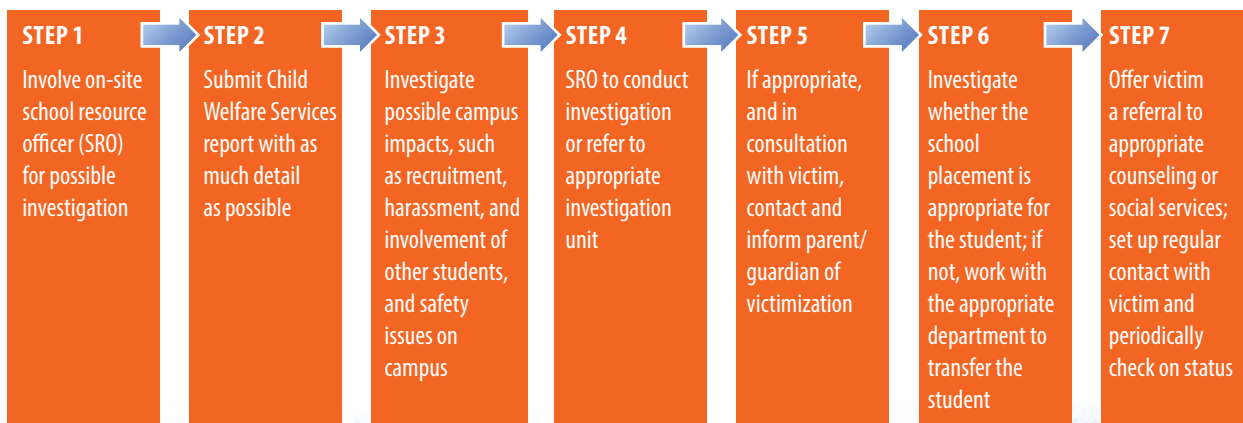 STEP 1
Involve on-site
school resource
officer (SRO)
for possible
investigation
STEP 2
Submit Child
Welfare Services
report with as
much detail
as possible
STEP 3
Investigate
possible campus
impacts, such
as recruitment,
harassment, and
involvement of
other students,
and safety
issues on
campus
STEP 4
SRO to conduct
investigation
or refer to
appropriate
investigation
unit
STEP 5
If appropriate,
and in
consultation
with victim,
contact and
inform parent/
guardian of
victimization
STEP 6
Investigate
whether the
school
placement is
appropriate for
the student; if
not, work with
the appropriate
department to
transfer the
student
STEP 7
Offer victim
a referral to
appropriate
counseling or
social services;
set up regular
contact with
victim and
periodically
check on status